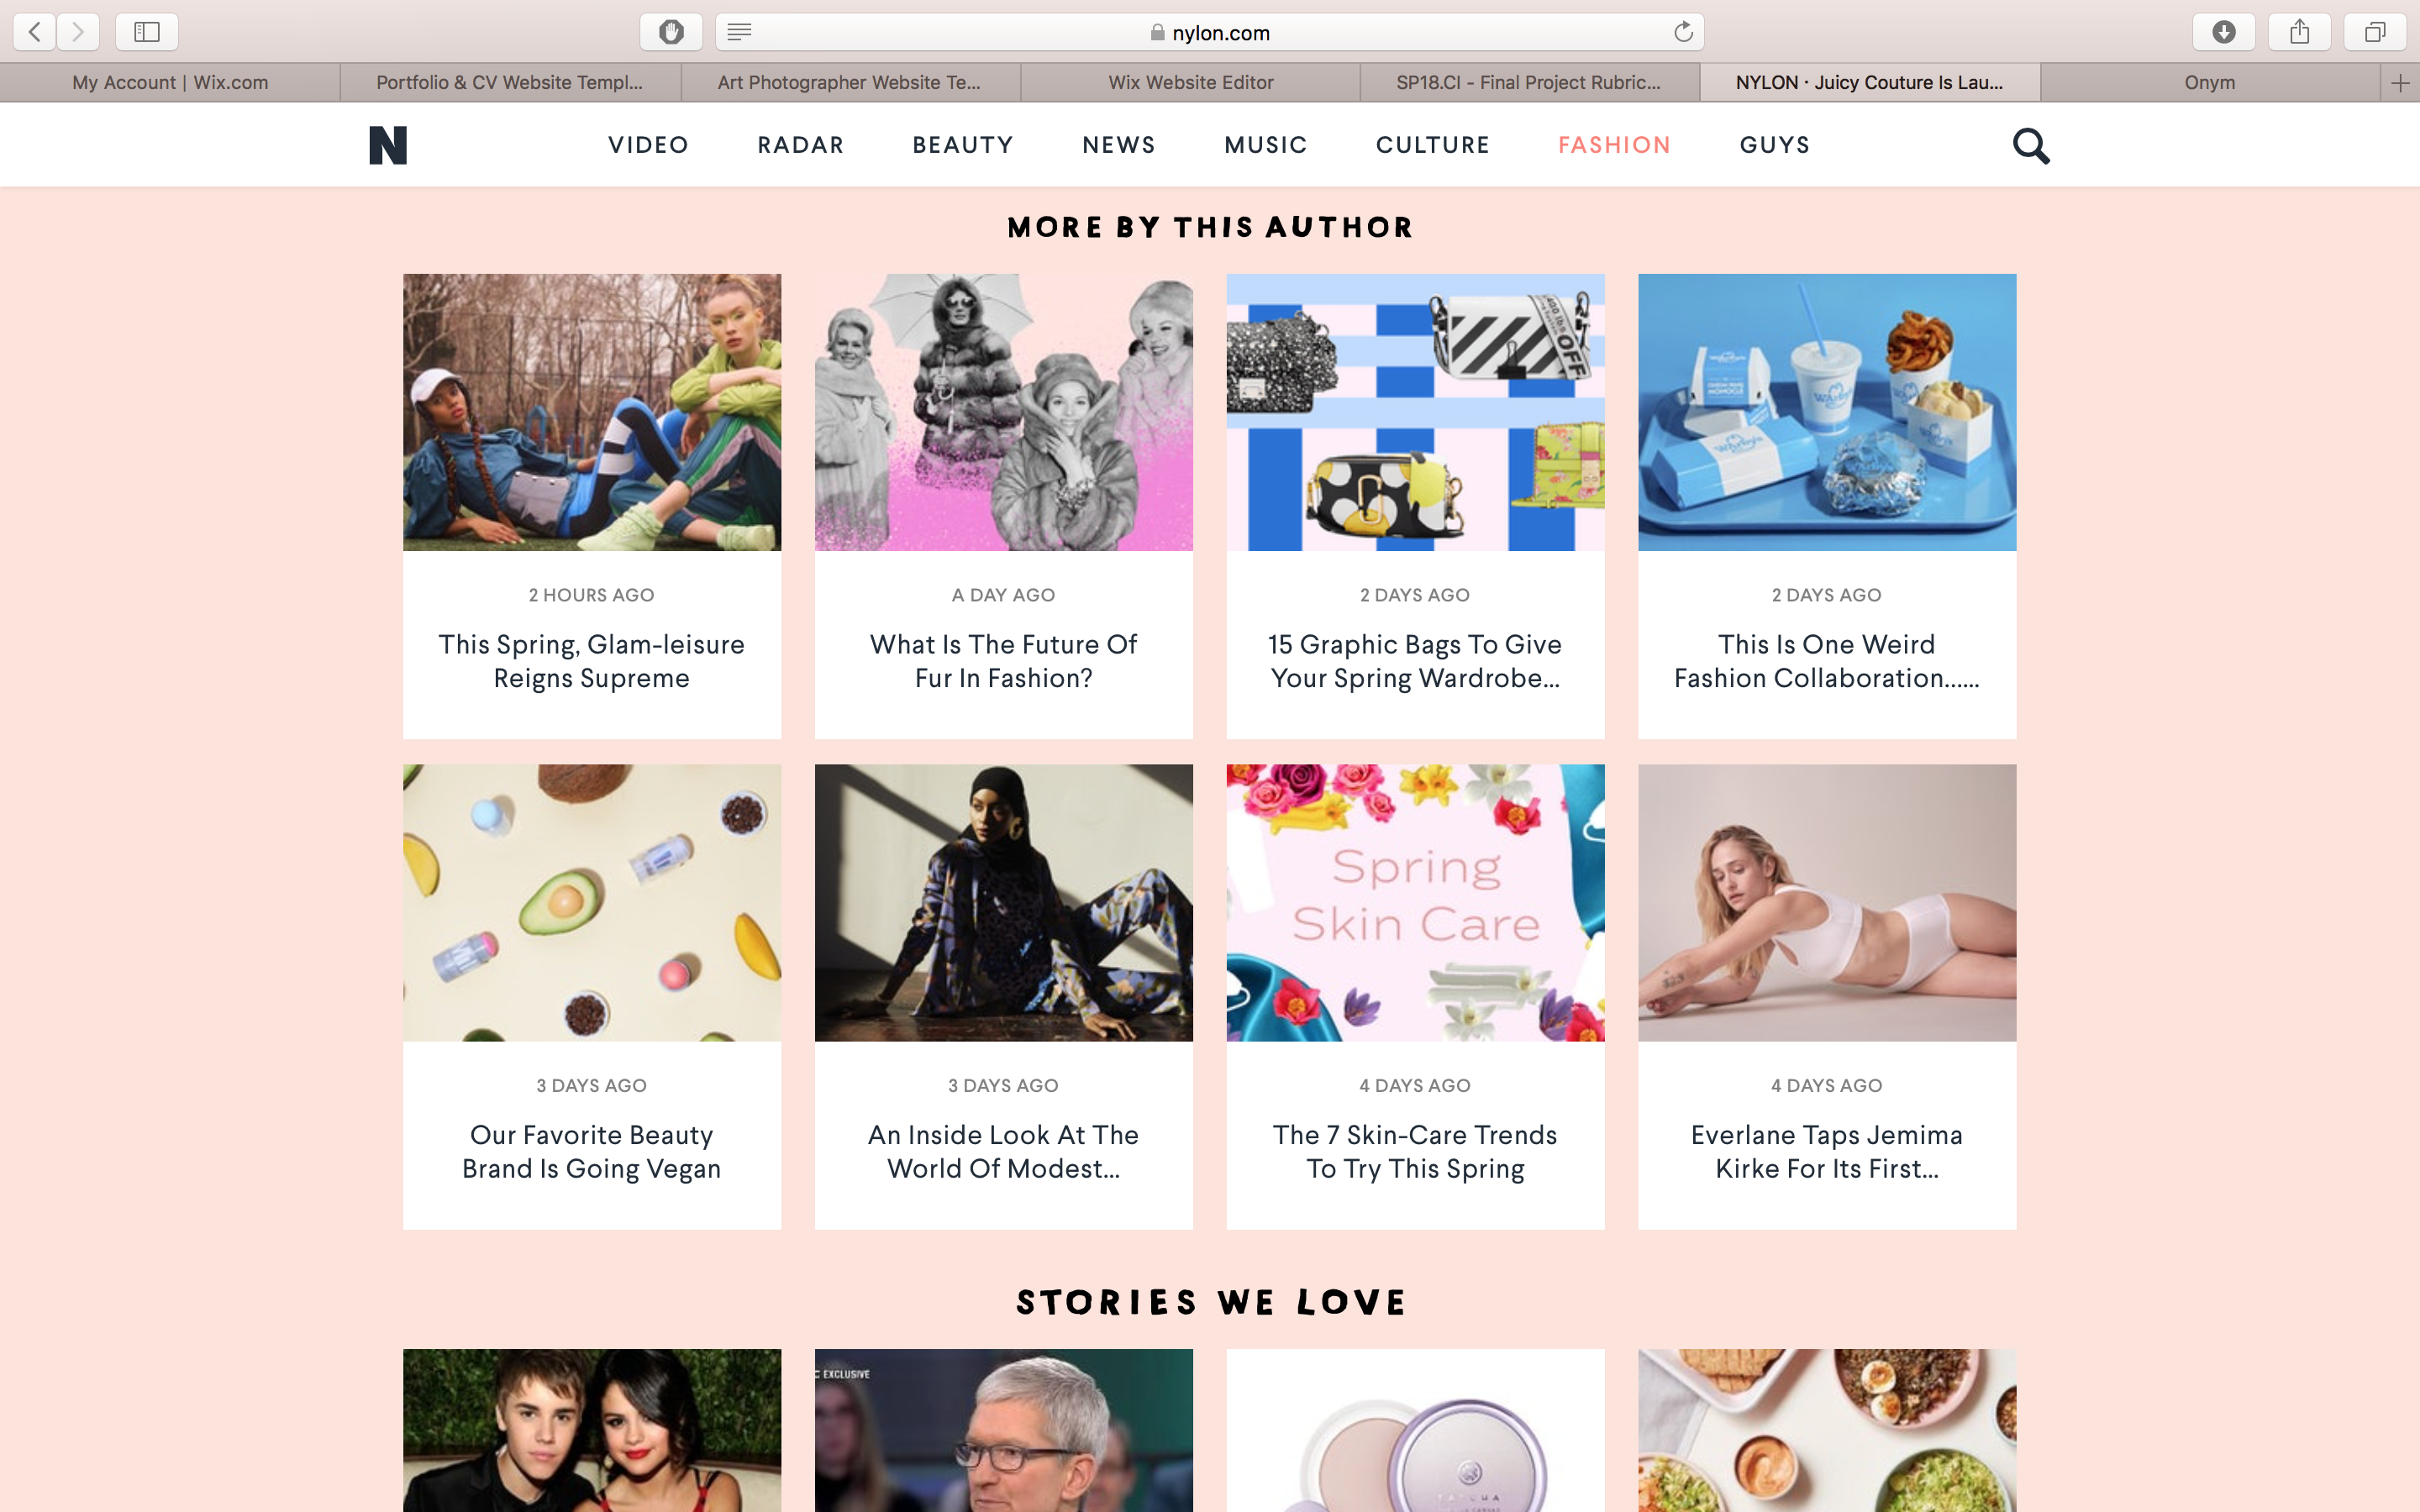 nylon.com
My Account | Wix.com
Portfolio & CV Website Templ...
Art Photographer Website Te...
Wix Website Editor
SP18.CI - Final Project Rubric...
NYLON · Juicy Couture Is Lau...
Onym
N
VIDEO
RADAR
BEAUTY
NEWS
MUSIC
CULTURE
FASHION
GUYS
MORE BY THIS AUTHOR
OFF
2 HOURS AGO
This Spring, Glam-leisure
Reigns Supreme
A DAY AGO
What Is The Future Of
Fur In Fashion?
2 DAYS AGO
15 Graphic Bags To Give
Your Spring Wardrobe...
2 DAYS AGO
This Is One Weird
Fashion Collaboration......
Spring
Skin Care
3 DAYS AGO
Our Favorite Beauty
Brand Is Going Vegan
3 DAYS AGO
An Inside Look At The
World Of Modest...
4 DAYS AGO
The 7 Skin-Care Trends
To Try This Spring
4 DAYS AGO
Everlane Taps Jemima
Kirke For Its First...
STORIES WE LOVE
C EXCLUSIVE
TATCHA